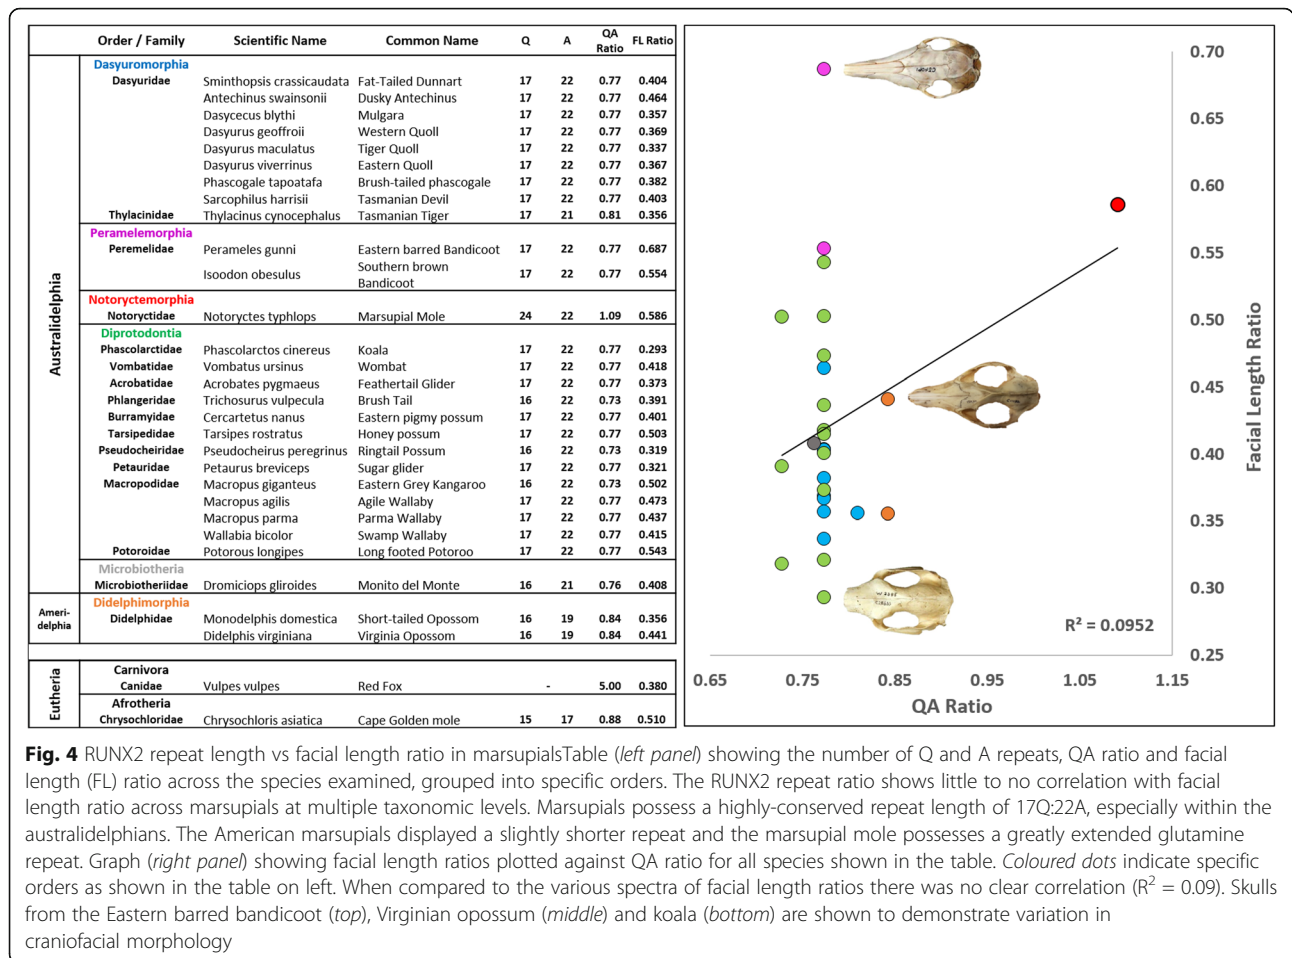 Order / Family Scientific Name Common Name Q A QA Ratio FL Ratio
Australidelphia
Dasyuromorphia
Dasyuridae Sminthopsis crassicaudata Fat-Tailed Dunnart 17 22 0.77 0.404
Antechinus swainsonii Dusky Antechinus 17 22 0.77 0.464
Dasycecus blythi Mulgara 17 22 0.77 0.357
Dasyurus geoffroii Western Quoll 17 22 0.77 0.369
Dasyurus maculatus Tiger Quoll 17 22 0.77 0.337
Dasyurus viverrinus Eastern Quoll 17 22 0.77 0.367
Phascogale tapoatafa Brush-tailed phascogale 17 22 0.77 0.382
Sarcophilus harrisii Tasmanian Devil 17 22 0.77 0.403
Thylacinidae Thylacinus cynocephalus Tasmanian Tiger 17 21 0.81 0.356
Peramelemorphia
Peremelidae Perameles gunni Eastern barred Bandicoot 17 22 0.77 0.687
Isoodon obesulus Southern brown Bandicoot 17 22 0.77 0.554
Notoryctemorphia
Notoryctidae Notoryctes typhlops Marsupial Mole 24 22 1.09 0.586
Diprotodontia
Phascolarctidae Phascolarctos cinereus Koala 17 22 0.77 0.293
Vombatidae Vombatus ursinus Wombat 17 22 0.77 0.418
Acrobatidae Acrobates pygmaeus Feathertail Glider 17 22 0.77 0.373
Phlangeridae Trichosurus vulpecula Brush Tail 16 22 0.73 0.391
Burramyidae Cercartetus nanus Eastern pigmy possum 17 22 0.77 0.401
Tarsipedidae Tarsipes rostratus Honey possum 17 22 0.77 0.503
Pseudocheiridae Pseudocheirus peregrinus Ringtail Possum 16 22 0.73 0.319
Petauridae Petaurus breviceps Sugar glider 17 22 0.77 0.321
Macropodidae Macropus giganteus Eastern Grey Kangaroo 16 22 0.73 0.502
Macropus agilis Agile Wallaby 17 22 0.77 0.473
Macropus parma Parma Wallaby 17 22 0.77 0.437
Wallabia bicolor Swamp Wallaby 17 22 0.77 0.415
Potoroidae Potorous longipes Long footed Potoroo 17 22 0.77 0.543
Microbiotheria
Microbiotheriidae Dromiciops gliroides Monito del Monte 16 21 0.76 0.408
Ameri-
delphia
Didelphimorphia
Didelphidae Monodelphis domestica Short-tailed Opossom 16 19 0.84 0.356
Didelphis virginiana Virginia Opossom 16 19 0.84 0.441
Eutheria
Carnivora
Canidae Vulpes vulpes Red Fox - 5.00 0.380
Afrotheria
Chrysochloridae Chrysochloris asiatica Cape Golden mole 15 17 0.88 0.510
0.70
0.65
0.60
0.55
0.50
0.45
0.40
0.35
0.30
0.25
Facial Length Ratio
R² = 0.0952
0.65 0.75 0.85 0.95 1.05 1.15
QA Ratio
Fig. 4 RUNX2 repeat length vs facial length ratio in marsupialsTable (left panel) showing the number of Q and A repeats, QA ratio and facial
length (FL) ratio across the species examined, grouped into specific orders. The RUNX2 repeat ratio shows little to no correlation with facial
length ratio across marsupials at multiple taxonomic levels. Marsupials possess a highly-conserved repeat length of 17Q:22A, especially within the
australidelphians. The American marsupials displayed a slightly shorter repeat and the marsupial mole possesses a greatly extended glutamine
repeat. Graph (right panel) showing facial length ratios plotted against QA ratio for all species shown in the table. Coloured dots indicate specific
orders as shown in the table on left. When compared to the various spectra of facial length ratios there was no clear correlation (R² = 0.09). Skulls
from the Eastern barred bandicoot (top), Virginian opossum (middle) and koala (bottom) are shown to demonstrate variation in
craniofacial morphology